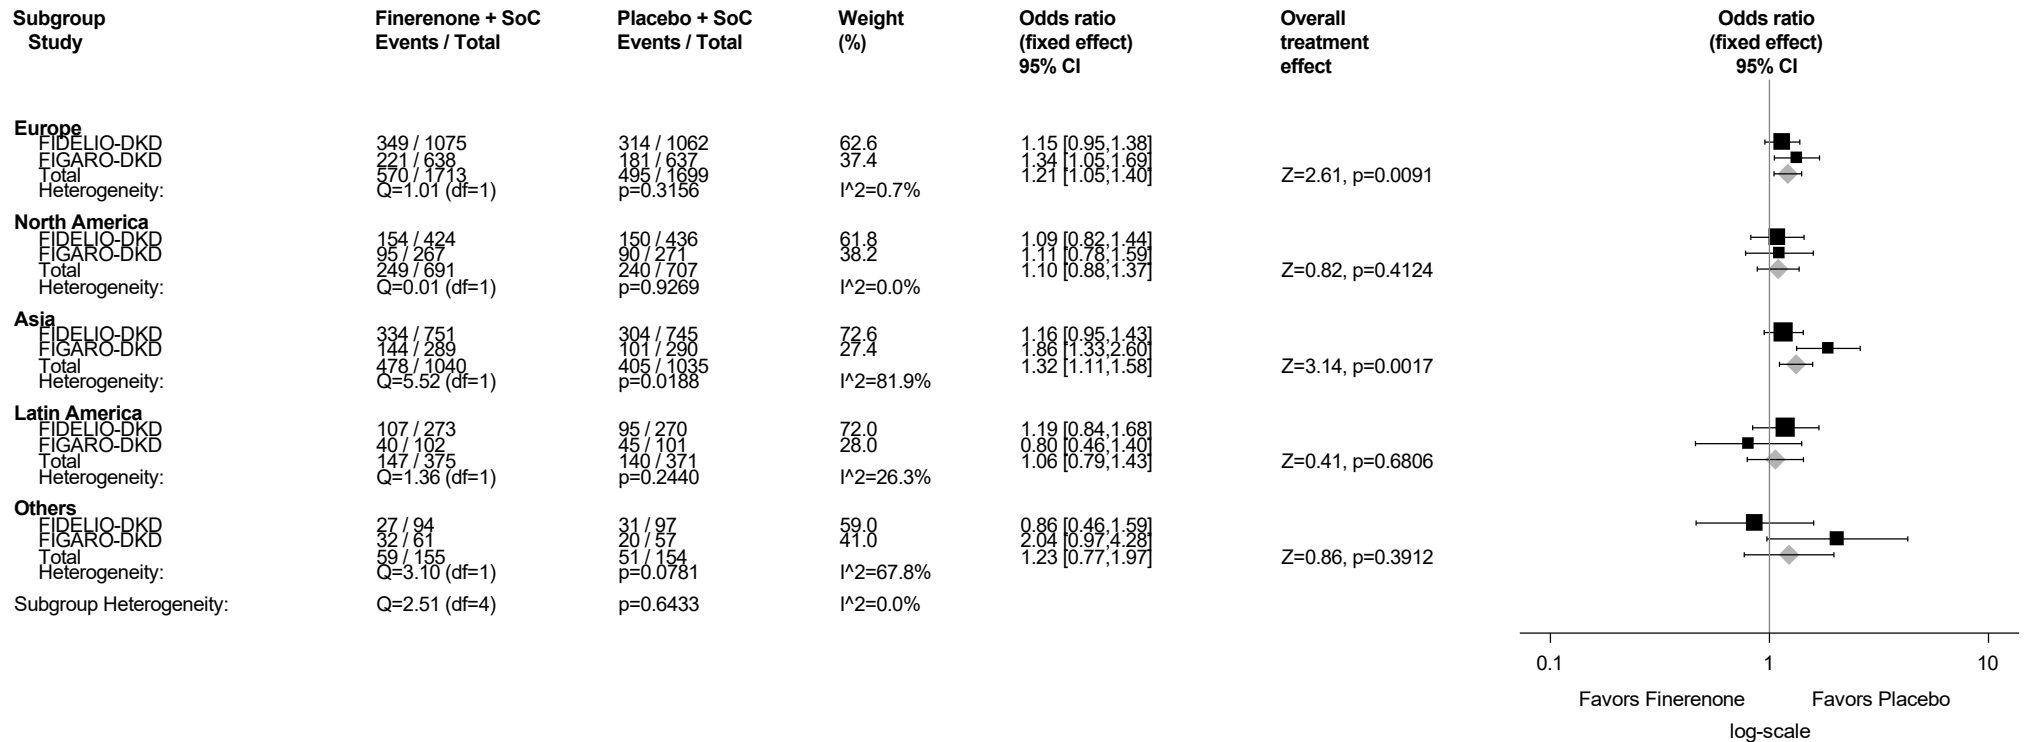 Subgroup Finerenone + SoC Placebo + SoC Weight Odds ratio Overall Odds ratio
Study Events / Total Events / Total (%) (fixed effect) treatment (fixed effect)
95% CI effect 95% CI
Europe
FIDELIO-DKD 349 / 1075 314 / 1062 62.6 1.15 [0.95,1.38]
FIGARO-DKD 221 / 638 181 / 637 37.4 1.34 [1.05,1.69]
Total 570 / 1713 495 / 1699 1.21 [1.05,1.40] Z=2.61, p=0.0091
Heterogeneity: Q=1.01 (df=1) p=0.3156 I^2=0.7%
North America
FIDELIO-DKD 154 / 424 150 / 436 61.8 1.09 [0.82,1.44]
FIGARO-DKD 95 / 267 90 / 271 38.2 1.11 [0.78,1.59]
Total 249 / 691 240 / 707 1.10 [0.88,1.37] Z=0.82, p=0.4124
Heterogeneity: Q=0.01 (df=1) p=0.9269 I^2=0.0%
Asia
FIDELIO-DKD 334 / 751 304 / 745 72.6 1.16 [0.95,1.43]
FIGARO-DKD 144 / 289 101 / 290 27.4 1.86 [1.33,2.60]
Total 478 / 1040 405 / 1035 1.32 [1.11,1.58] Z=3.14, p=0.0017
Heterogeneity: Q=5.52 (df=1) p=0.0188 I^2=81.9%
Latin America
FIDELIO-DKD 107 / 273 95 / 270 72.0 1.19 [0.84,1.68]
FIGARO-DKD 40 / 102 45 / 101 28.0 0.80 [0.46,1.40]
Total 147 / 375 140 / 371 1.06 [0.79,1.43] Z=0.41, p=0.6806
Heterogeneity: Q=1.36 (df=1) p=0.2440 I^2=26.3%
Others
FIDELIO-DKD 27 / 94 31 / 97 59.0 0.86 [0.46,1.59]
FIGARO-DKD 32 / 61 20 / 57 41.0 2.04 [0.97,4.28]
Total 59 / 155 51 / 154 1.23 [0.77,1.97] Z=0.86, p=0.3912
Heterogeneity: Q=3.10 (df=1) p=0.0781 I^2=67.8%
Subgroup Heterogeneity: Q=2.51 (df=4) p=0.6433 I^2=0.0%
0.1 1 10
Favors Finerenone Favors Placebo
log-scale